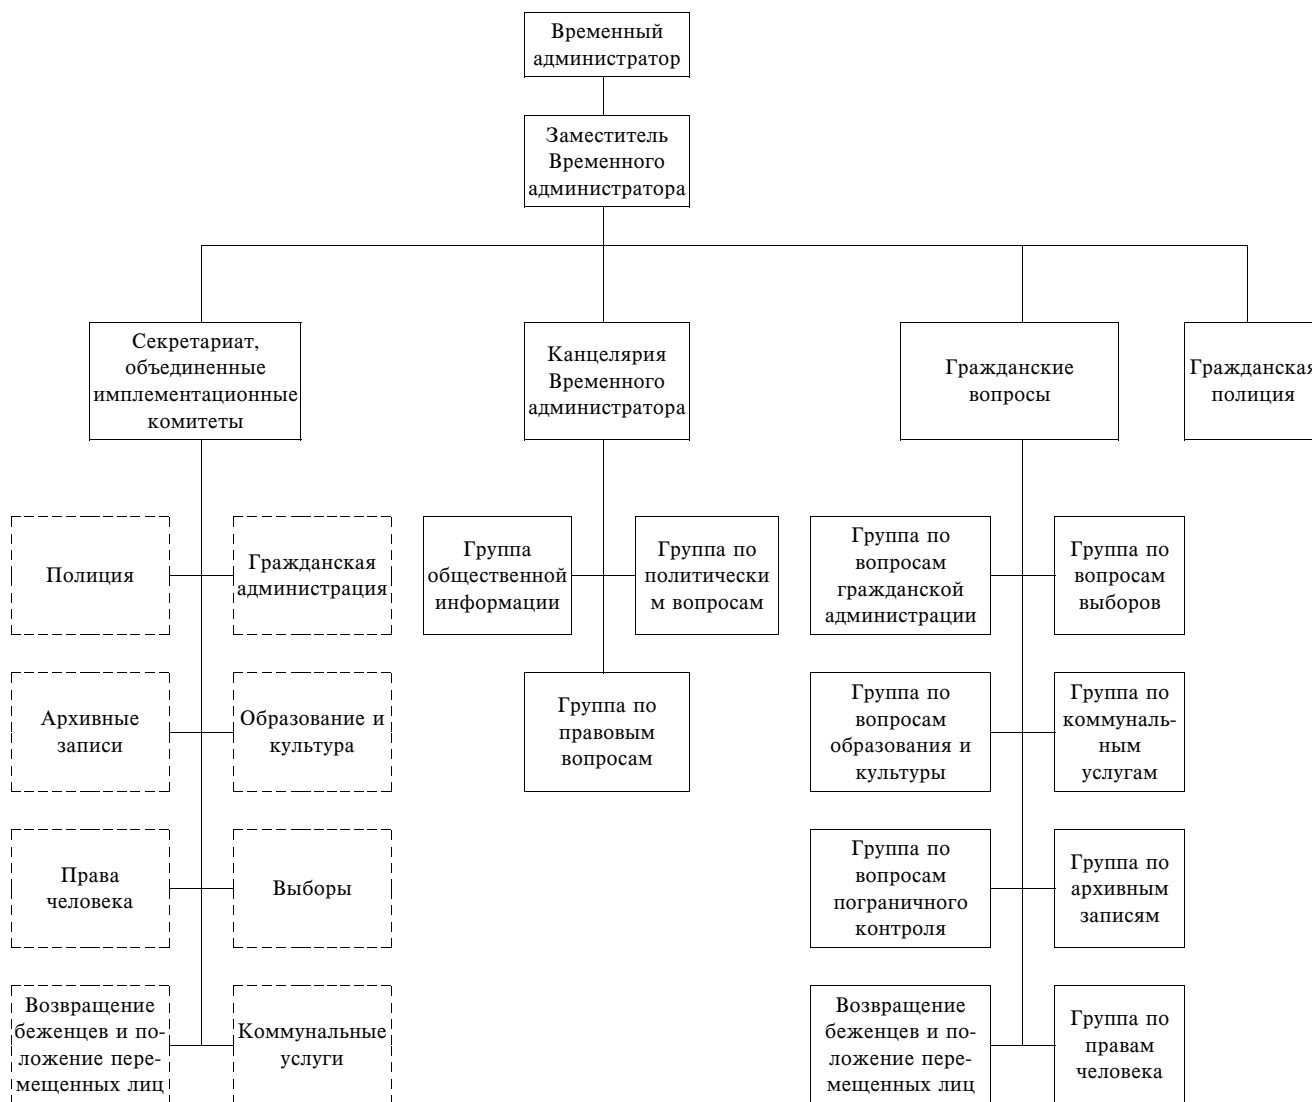 Временный
администратор
Заместитель
Временного
администратора
Секретариат,
объединенные
имплементационные
комитеты
Канцелярия
Временного
администратора
Гражданские
вопросы
Гражданская
полиция
Полиция
Гражданская
администрация
Группа
общественной
информации
Группа по
политически
м вопросам
Группа по
вопросам
гражданской
администрации
Группа по
вопросам
выборов
Архивные
записи
Образование и
культура
Группа по
правовым
вопросам
Группа по
вопросам
образования и
культуры
Группа по
коммуналь-
ным
услугам
Права
человека
Выборы
Группа по
вопросам
пограничного
контроля
Группа по
архивным
записям
Возвращение
беженцев и по-
ложение пере-
мещенных лиц
Коммунальные
услуги
Возвращение
беженцев и по-
ложение пере-
мещенных лиц
Группа по
правам
человека